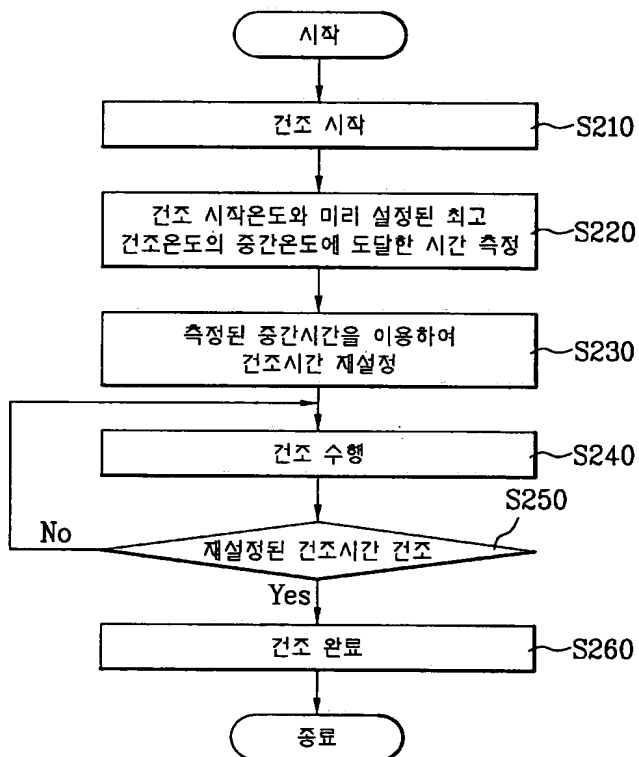 시작
건조 시작
S210
건조 시작온도와 미리 설정된 최고
건조온도의 중간온도에 도달한 시간 측정
S220
측정된 중간시간을 이용하여
건조시간 재설정
S230
건조 수행
S240
S250
재설정된 건조시간 건조
No
Yes
건조 완료
S260
종료